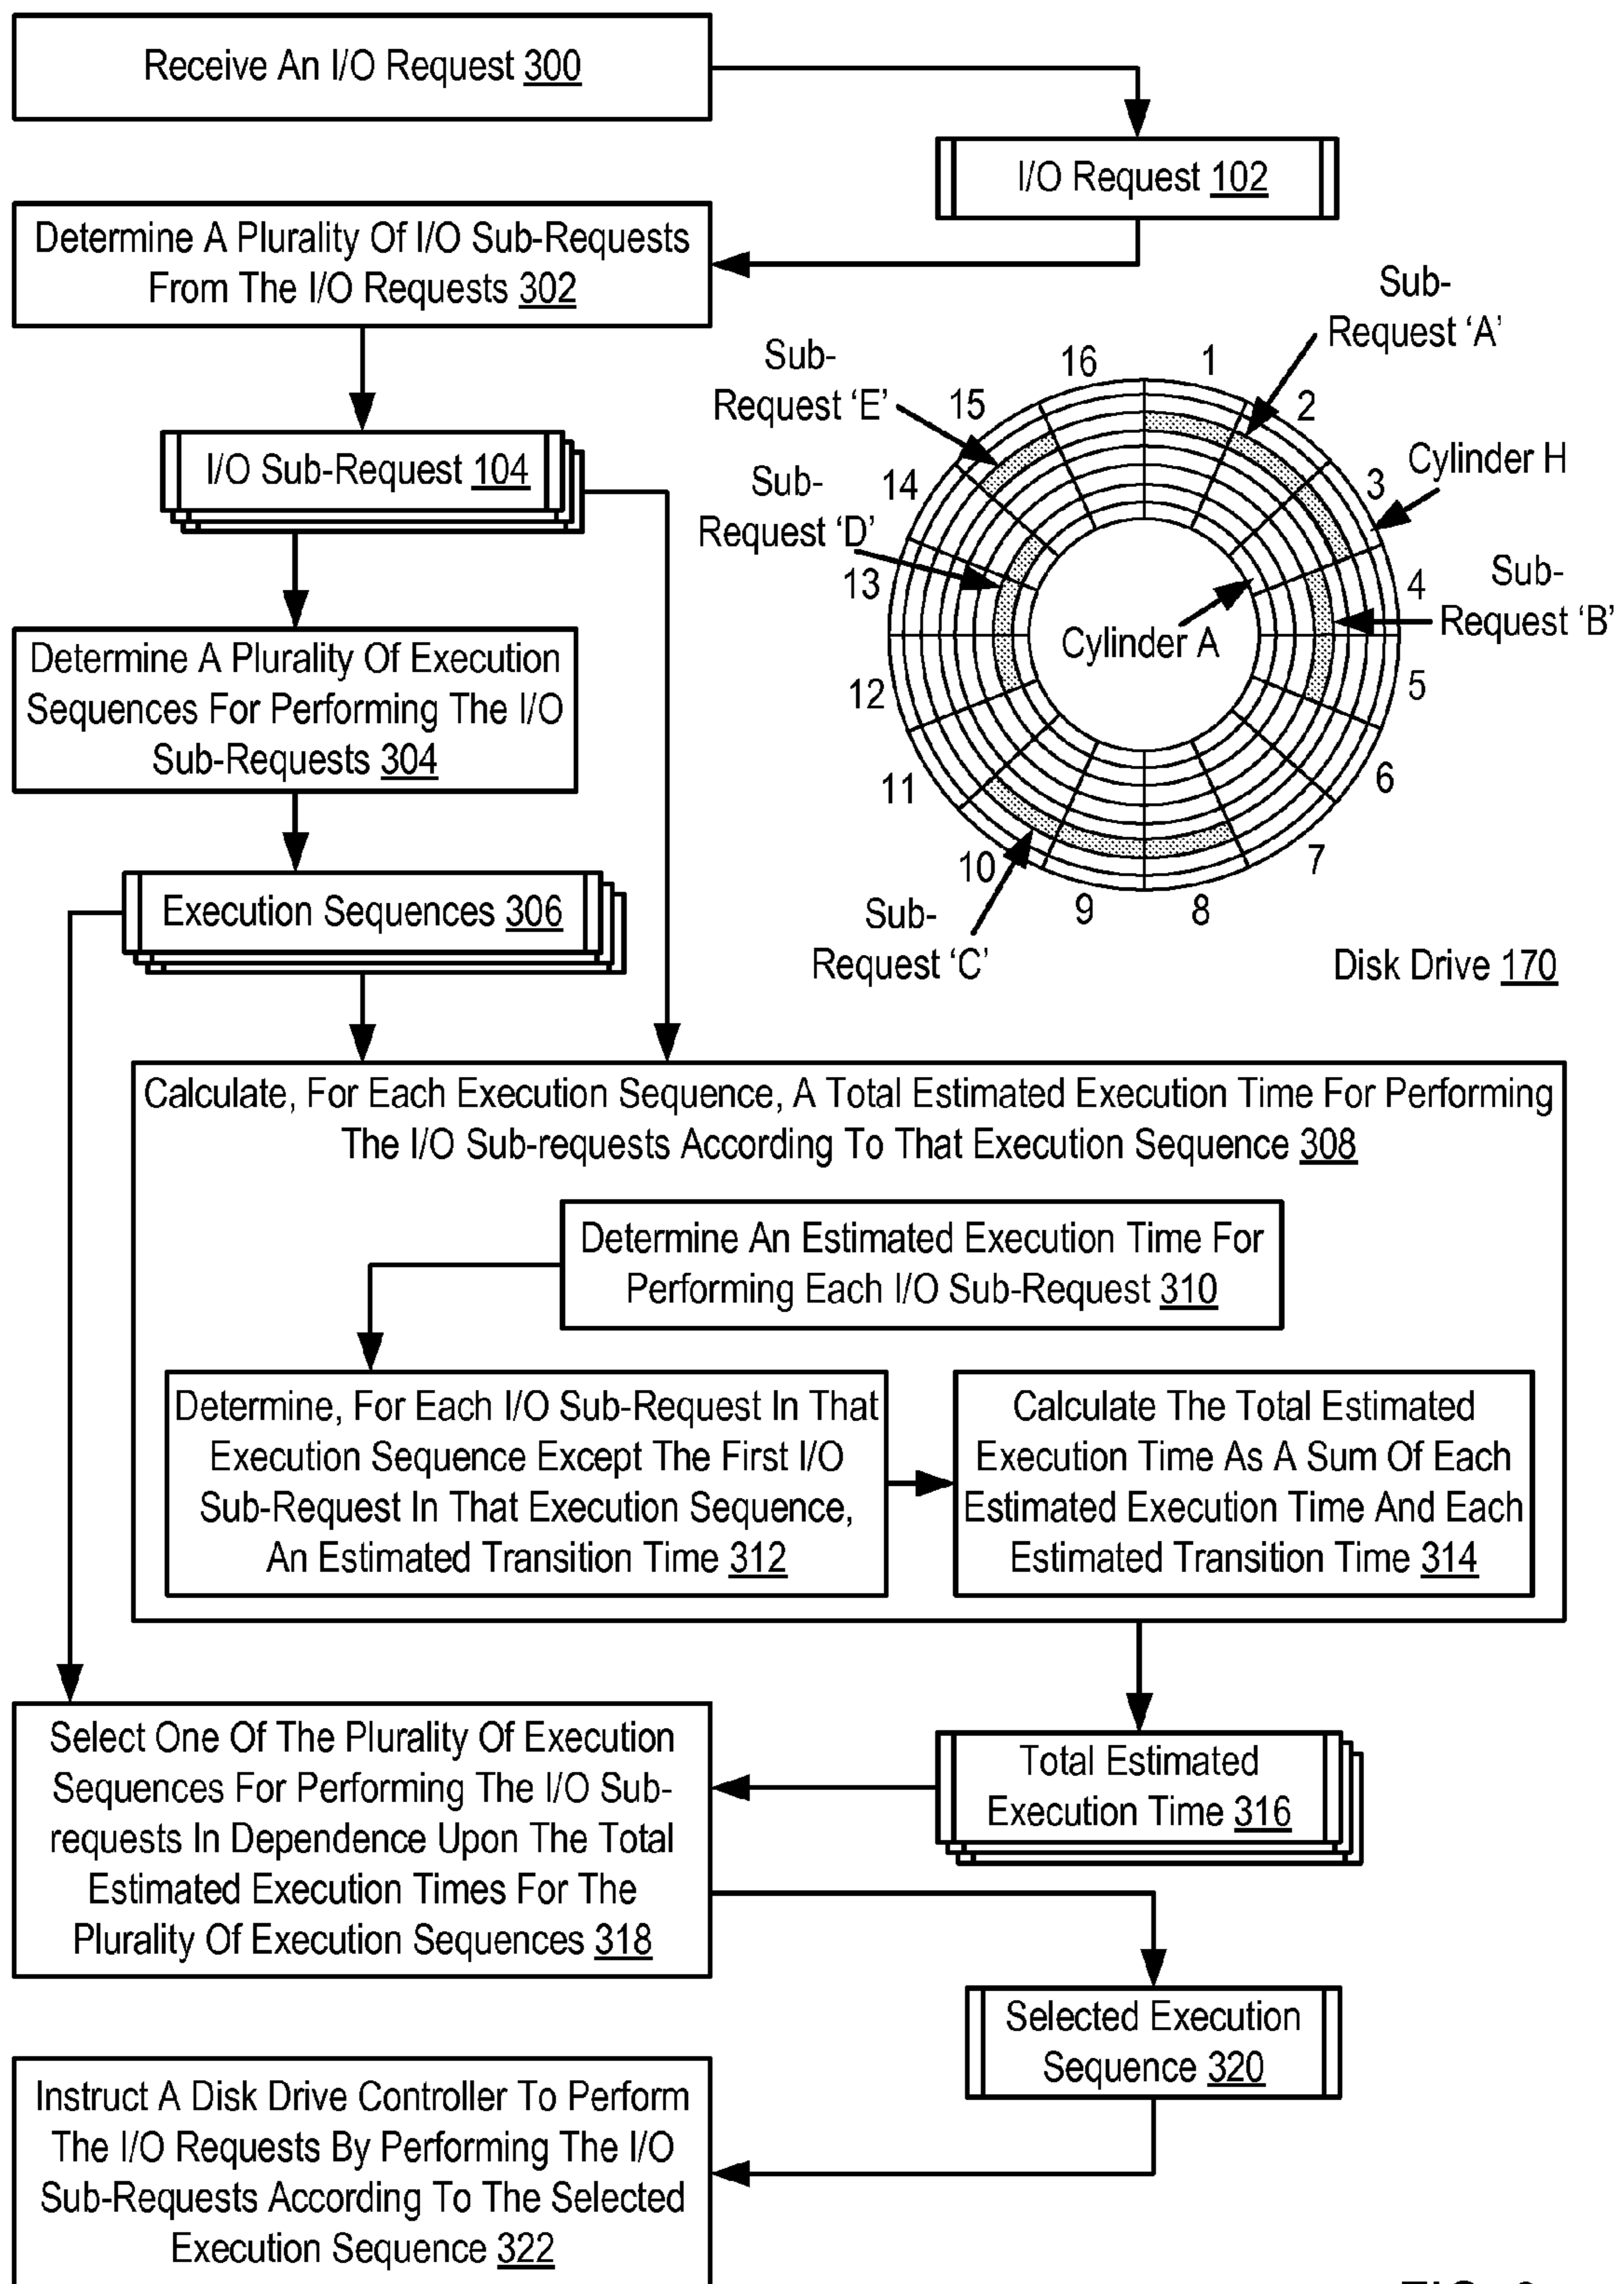 Receive An I/O Request 300
I/O Request 102
Determine A Plurality Of I/O Sub-Requests
From The I/O Requests 302
I/O Sub-Request 104
Determine A Plurality Of Execution
Sequences For Performing The I/O
Sub-Requests 304
Execution Sequences 306
Sub-
Request ‘A’
Sub-
Request ‘E’
Sub-
Request ‘D’
Cylinder H
Sub-
Request ‘B’
Cylinder A
Sub-
Request ‘C’
1
2
3
4
5
6
7
8
9
10
11
12
13
14
15
16
Disk Drive 170
Calculate, For Each Execution Sequence, A Total Estimated Execution Time For Performing
The I/O Sub-requests According To That Execution Sequence 308
Determine An Estimated Execution Time For
Performing Each I/O Sub-Request 310
Determine, For Each I/O Sub-Request In That
Execution Sequence Except The First I/O
Sub-Request In That Execution Sequence,
An Estimated Transition Time 312
Calculate The Total Estimated
Execution Time As A Sum Of Each
Estimated Execution Time And Each
Estimated Transition Time 314
Total Estimated
Execution Time 316
Select One Of The Plurality Of Execution
Sequences For Performing The I/O Sub-
requests In Dependence Upon The Total
Estimated Execution Times For The
Plurality Of Execution Sequences 318
Selected Execution
Sequence 320
Instruct A Disk Drive Controller To Perform
The I/O Requests By Performing The I/O
Sub-Requests According To The Selected
Execution Sequence 322